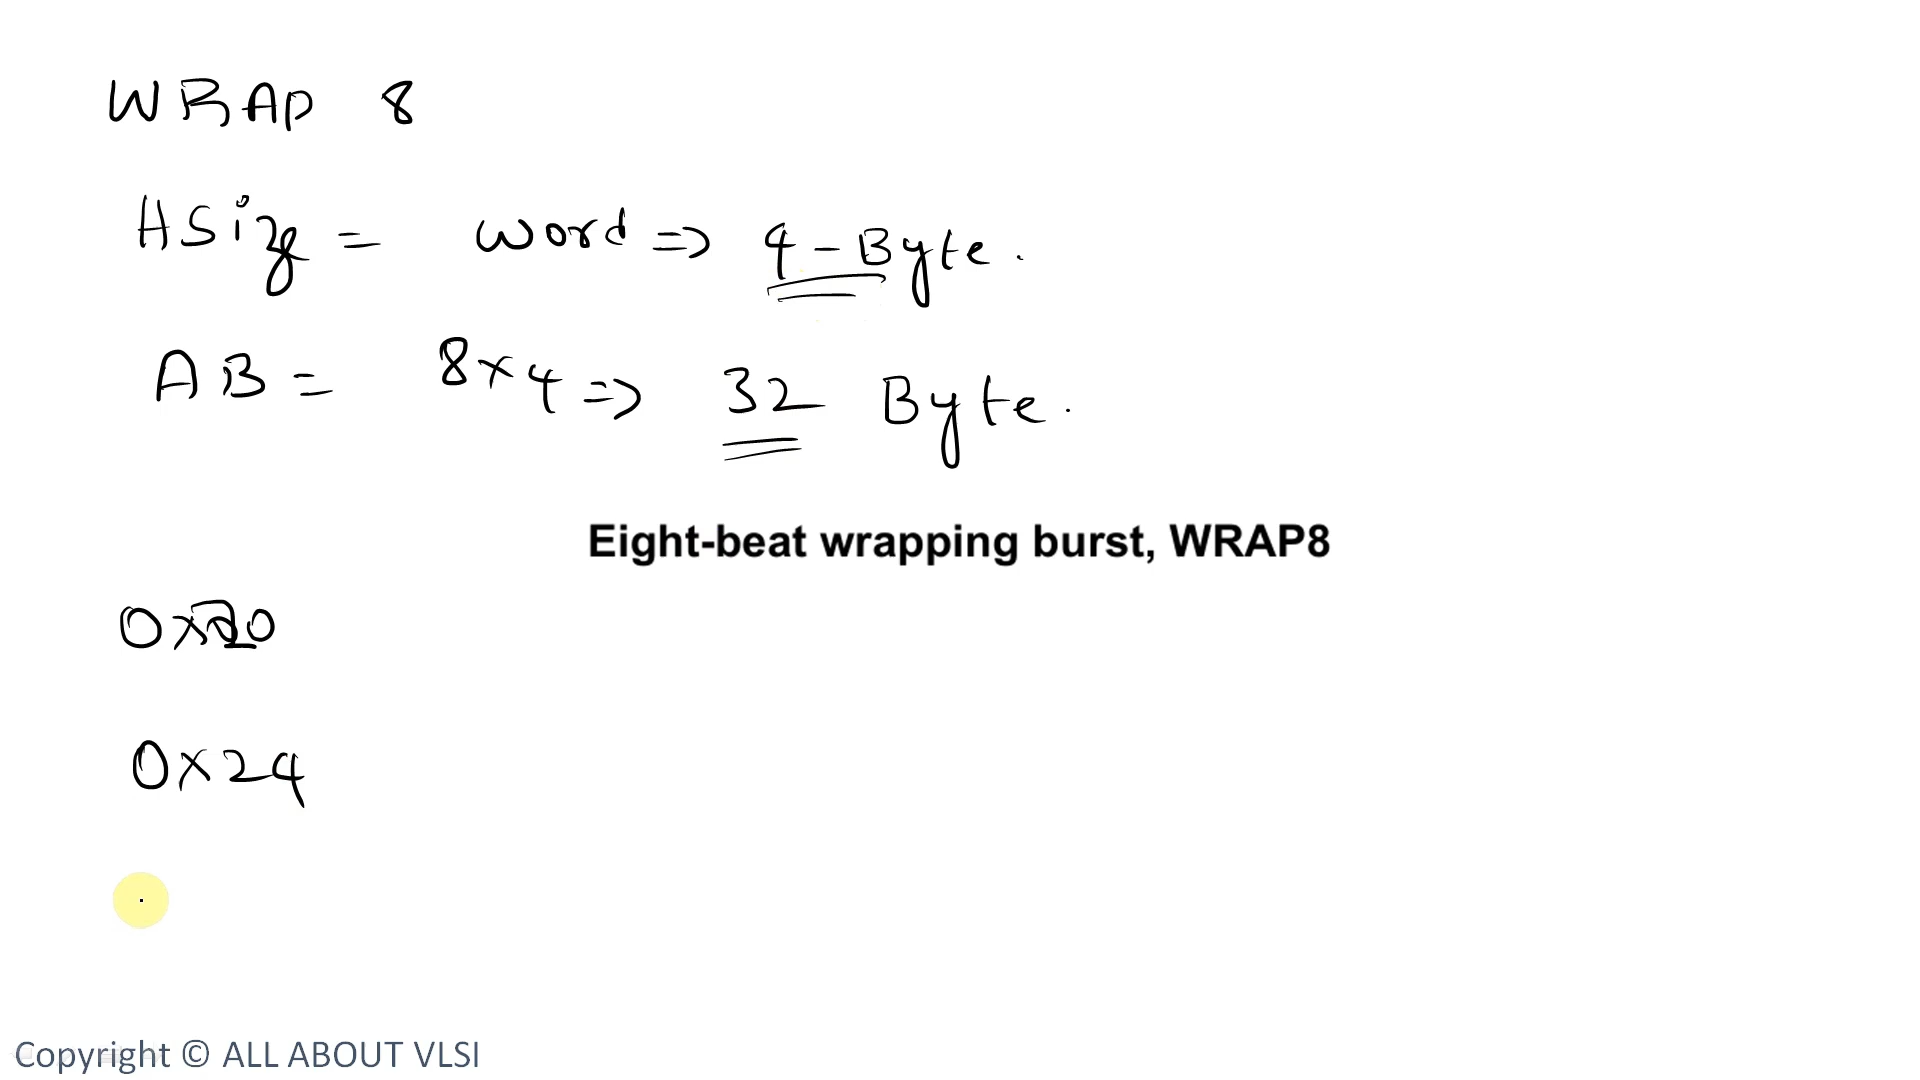 WRAP 8
HSize = word => 4-Byte.
AB = 8x4 => 32 Byte.
Eight-beat wrapping burst, WRAP8
0x20
0x24
Copyright © ALL ABOUT VLSI